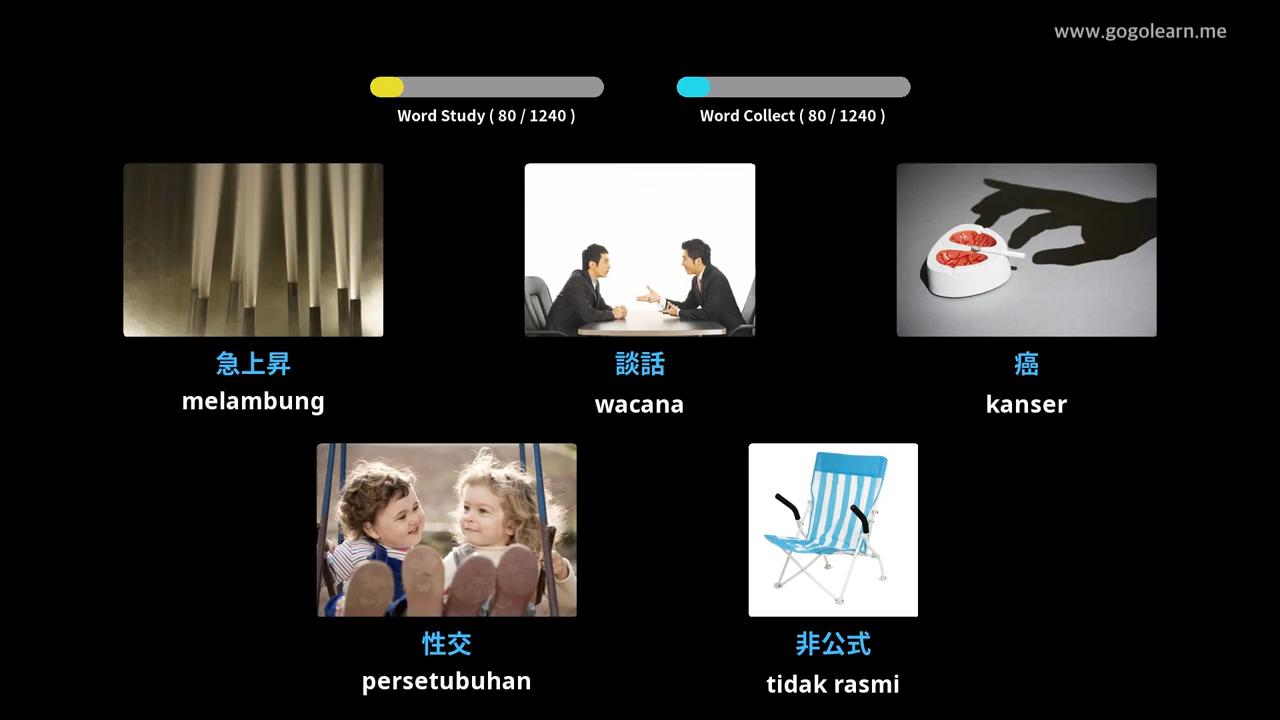 www.gogolearn.me
Word Study ( 80 / 1240 )
Word Collect ( 80 / 1240 )
急上昇
melambung
談話
wacana
癌
kanser
性交
persetubuhan
非公式
tidak rasmi